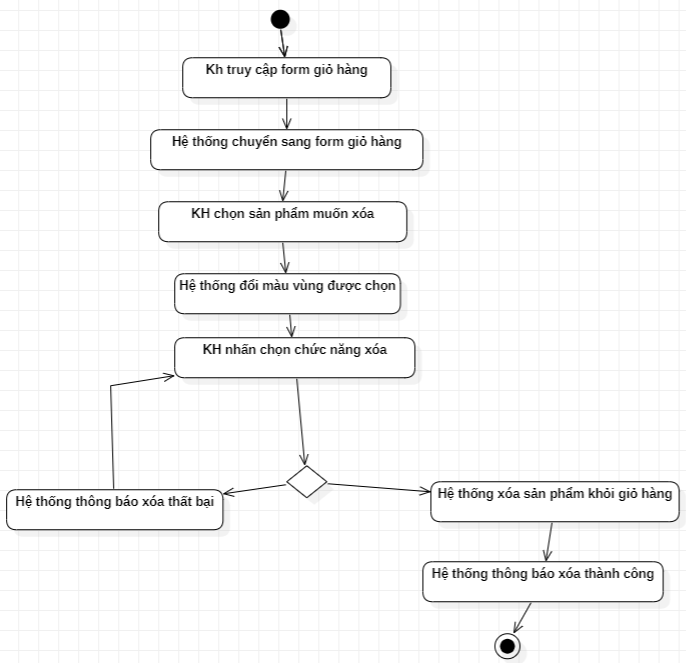 Kh truy cập form giỏ hàng
Hệ thống chuyển sang form giỏ hàng
KH chọn sản phẩm muốn xóa
Hệ thống đổi màu vùng được chọn
KH nhấn chọn chức năng xóa
Hệ thống thông báo xóa thất bại
Hệ thống xóa sản phẩm khỏi giỏ hàng
Hệ thống thông báo xóa thành công